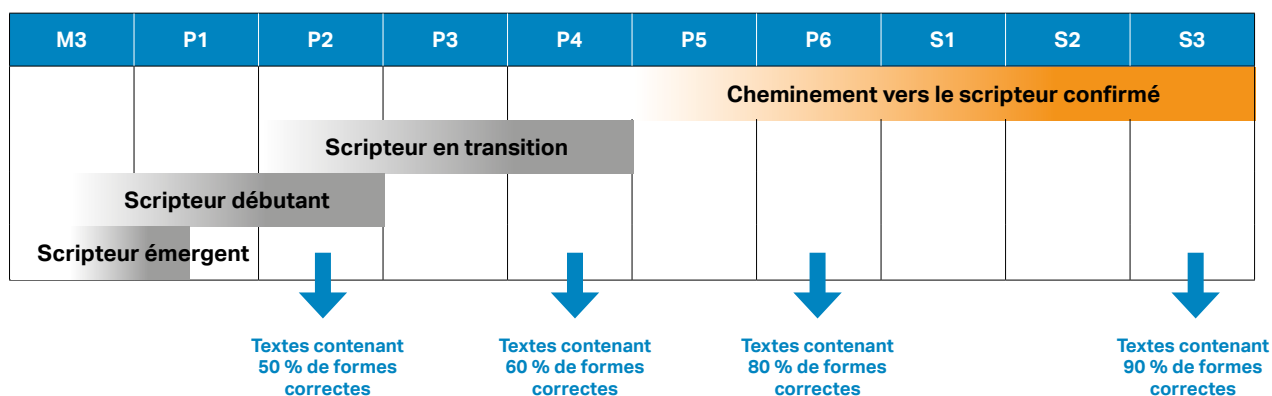 M3 P1 P2 P3 P4 P5 P6 S1 S2 S3
Cheminement vers le scripteur confirmé
Scripteur en transition
Scripteur débutant
Scripteur émergent
Textes contenant
50 % de formes
correctes
Textes contenant
60 % de formes
correctes
Textes contenant
80 % de formes
correctes
Textes contenant
90 % de formes
correctes